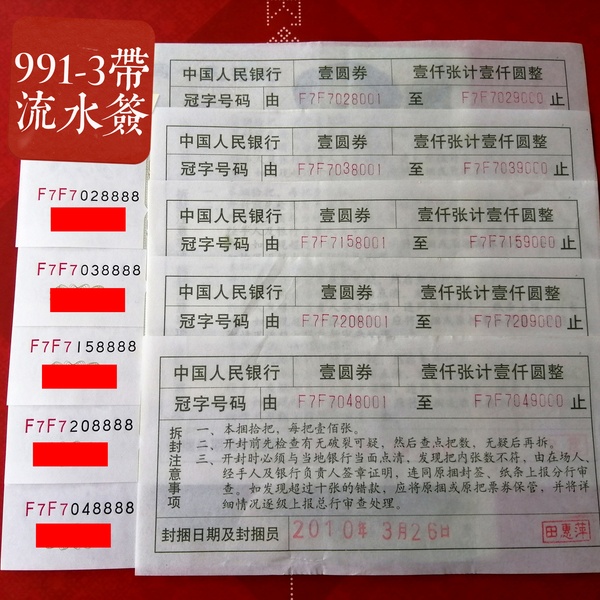 991-3帶
流水簽
F7F7028888
F7F7038888
F7F7158888
F7F7208888
F7F7048888
中国人民银行 壹圆券 壹仟张计壹仟圆整
冠字号码 由 F7F7028001 至 F7F7029000 止
中国人民银行 壹圆券 壹仟张计壹仟圆整
冠字号码 由 F7F7038001 至 F7F7039000 止
中国人民银行 壹圆券 壹仟张计壹仟圆整
冠字号码 由 F7F7158001 至 F7F7159000 止
中国人民银行 壹圆券 壹仟张计壹仟圆整
冠字号码 由 F7F7208001 至 F7F7209000 止
中国人民银行 壹圆券 壹仟张计壹仟圆整
冠字号码 由 F7F7048001 至 F7F7049000 止
拆封注意事项
一、本捆拾把，每把壹佰张。
二、开封前先检查有无破裂可疑，然后查点把数，无疑后再拆。
三、开封时必须与当地银行当面点清，发现把内张数不符，由在场人、
经手人及银行负责人签章证明，连同原捆封签、纸条上报分行审
查。如发现超过十张的错款，应将原捆或原把票券保管，并将详
细情况逐级上报总行审查处理。
封捆日期及封捆员 2010年3月26日 田惠萍